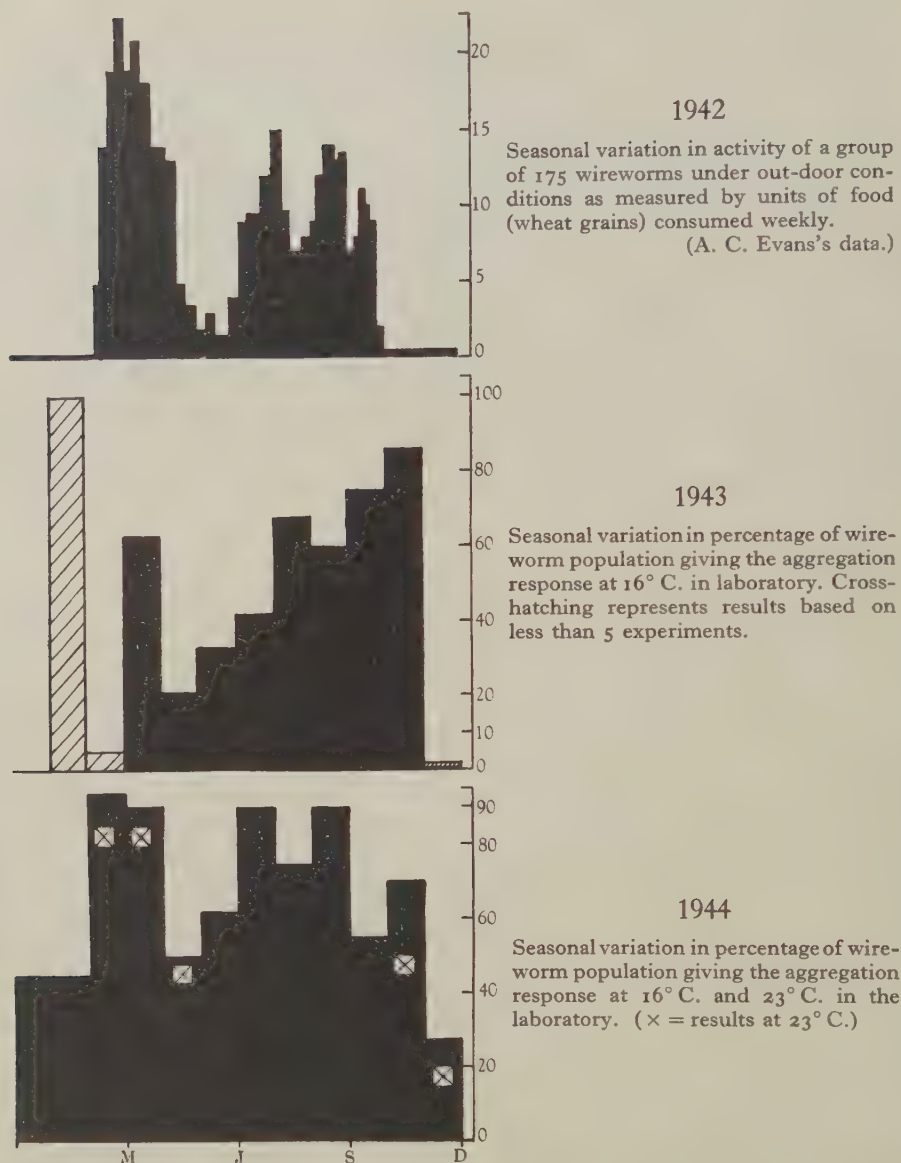 20
15
10
5
0
1942
Seasonal variation in activity of a group
of 175 wireworms under out-door con-
ditions as measured by units of food
(wheat grains) consumed weekly.
(A. C. Evans's data.)
100
80
60
40
20
10
0
1943
Seasonal variation in percentage of wire-
worm population giving the aggregation
response at 16° C. in laboratory. Cross-
hatching represents results based on
less than 5 experiments.
90
80
60
40
20
0
1944
Seasonal variation in percentage of wire-
worm population giving the aggregation
response at 16° C. and 23° C. in the
laboratory. (× = results at 23° C.)
M J S D